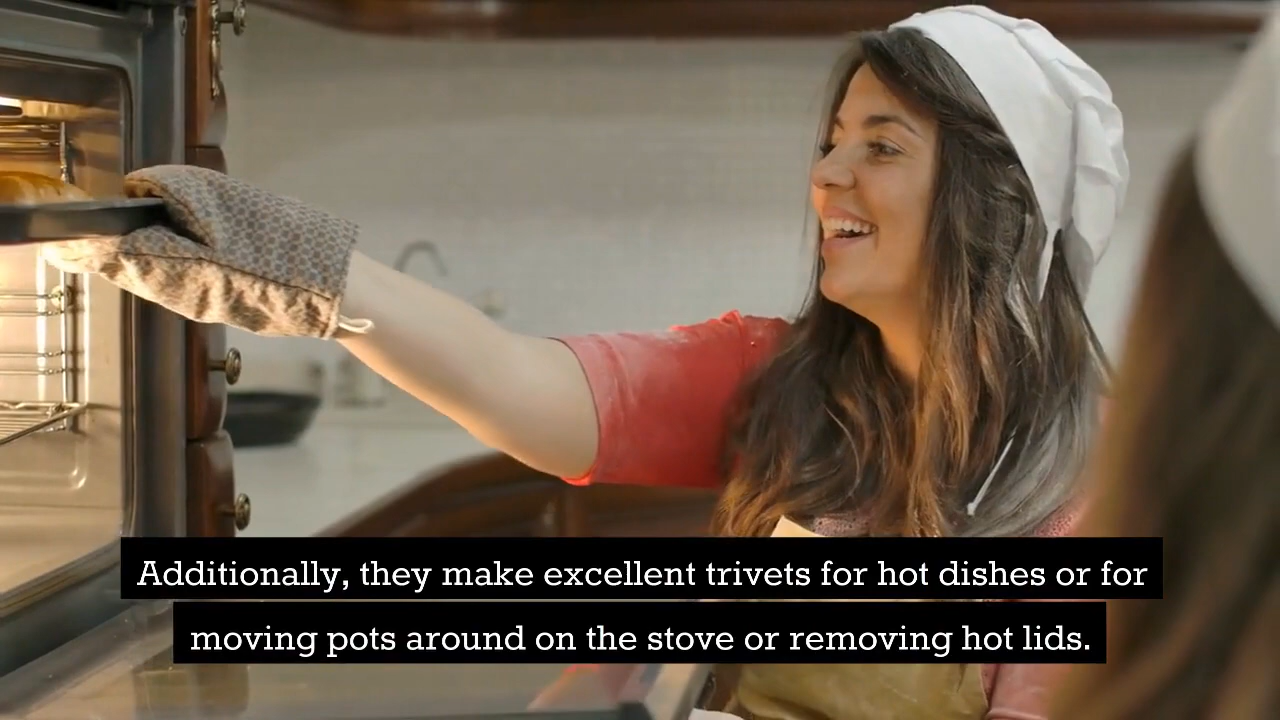 Additionally, they make excellent trivets for hot dishes or for
moving pots around on the stove or removing hot lids.